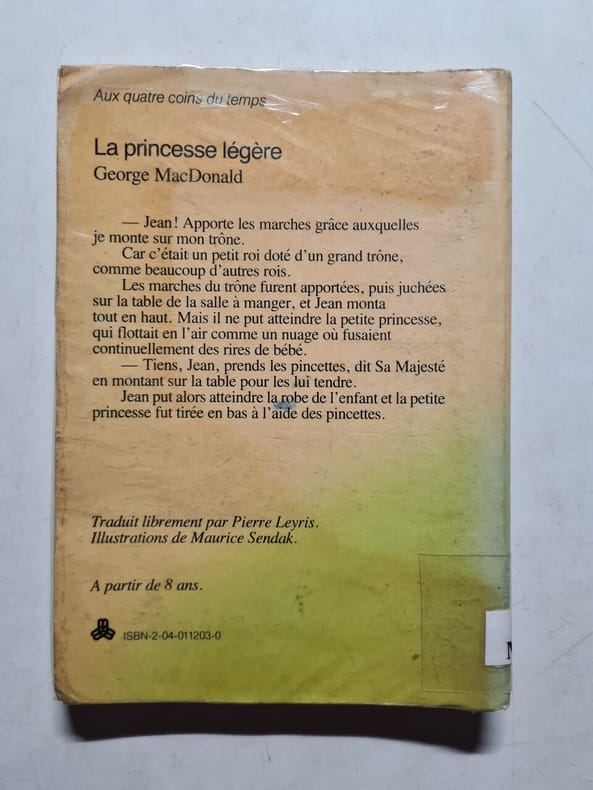 Aux quatre coins du temps
La princesse légère
George MacDonald
— Jean ! Apporte les marches grâce auxquelles
je monte sur mon trône.
Car c'était un petit roi doté d'un grand trône,
comme beaucoup d'autres rois.
Les marches du trône furent apportées, puis juchées
sur la table de la salle à manger, et Jean monta
tout en haut. Mais il ne put atteindre la petite princesse,
qui flottait en l'air comme un nuage où fusaient
continuellement des rires de bébé.
— Tiens, Jean, prends les pincettes, dit Sa Majesté
en montant sur la table pour les lui tendre.
Jean put alors atteindre la robe de l'enfant et la petite
princesse fut tirée en bas à l'aide des pincettes.
Traduit librement par Pierre Leyris.
Illustrations de Maurice Sendak.
A partir de 8 ans.
ISBN-2-04-011203-0